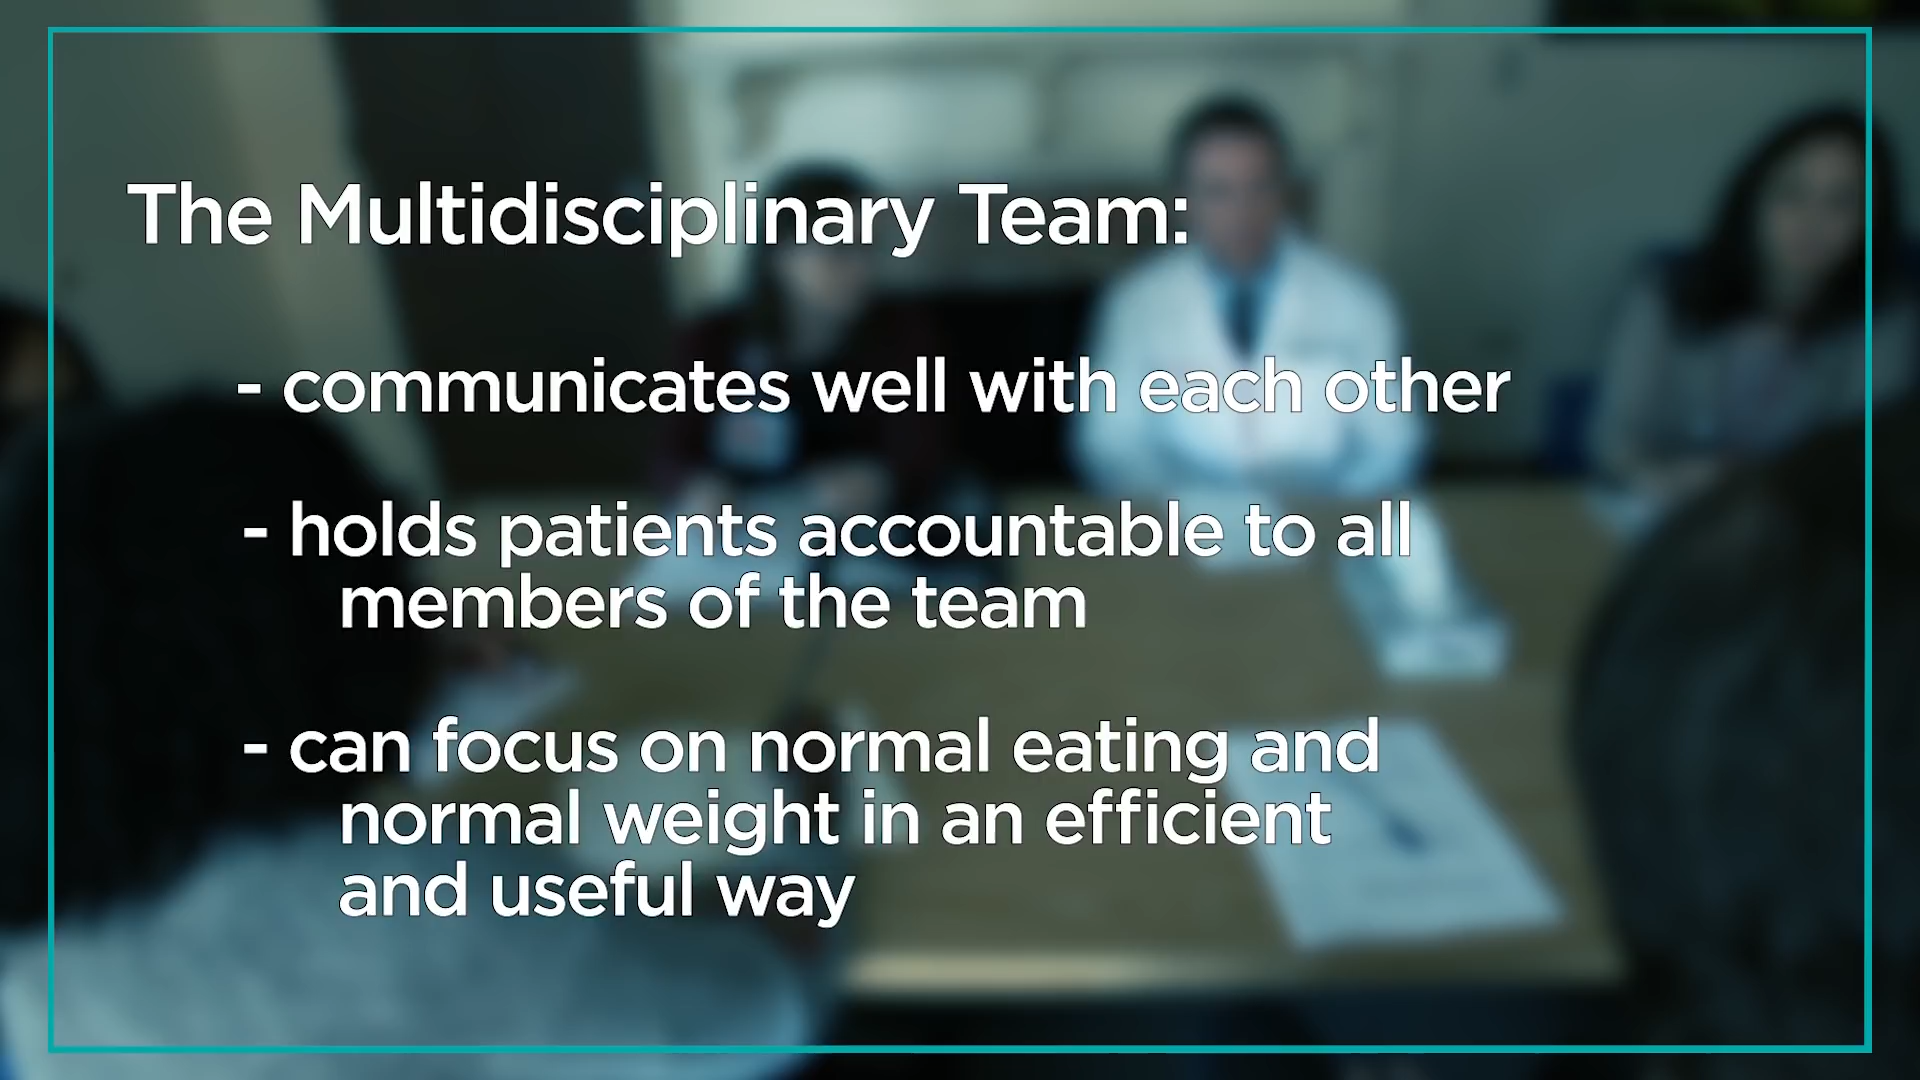 The Multidisciplinary Team:
- communicates well with each other
- holds patients accountable to all
members of the team
- can focus on normal eating and
normal weight in an efficient
and useful way